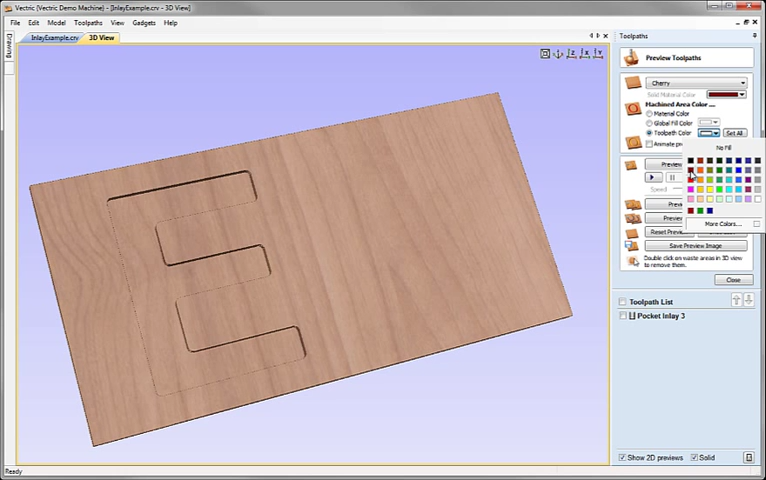 Vectric {Vectric Demo Machine} - [InlayExample.crv - 3D View]
File Edit Model Toolpaths View Gadgets Help
InlayExample.crv
3D View
Drawing
Toolpaths
Preview Toolpaths
Cherry
Solid Material Color
Machined Area Color ...
Material Color
Global Fill Color
Toolpath Color
Set All
Animate
No Fill
More Colors...
Speed
Reset Preview
Save Preview Image
Double click on waste areas in 3D view
to remove them.
Close
Toolpath List
Pocket Inlay 3
Show 2D previews
Solid
Ready